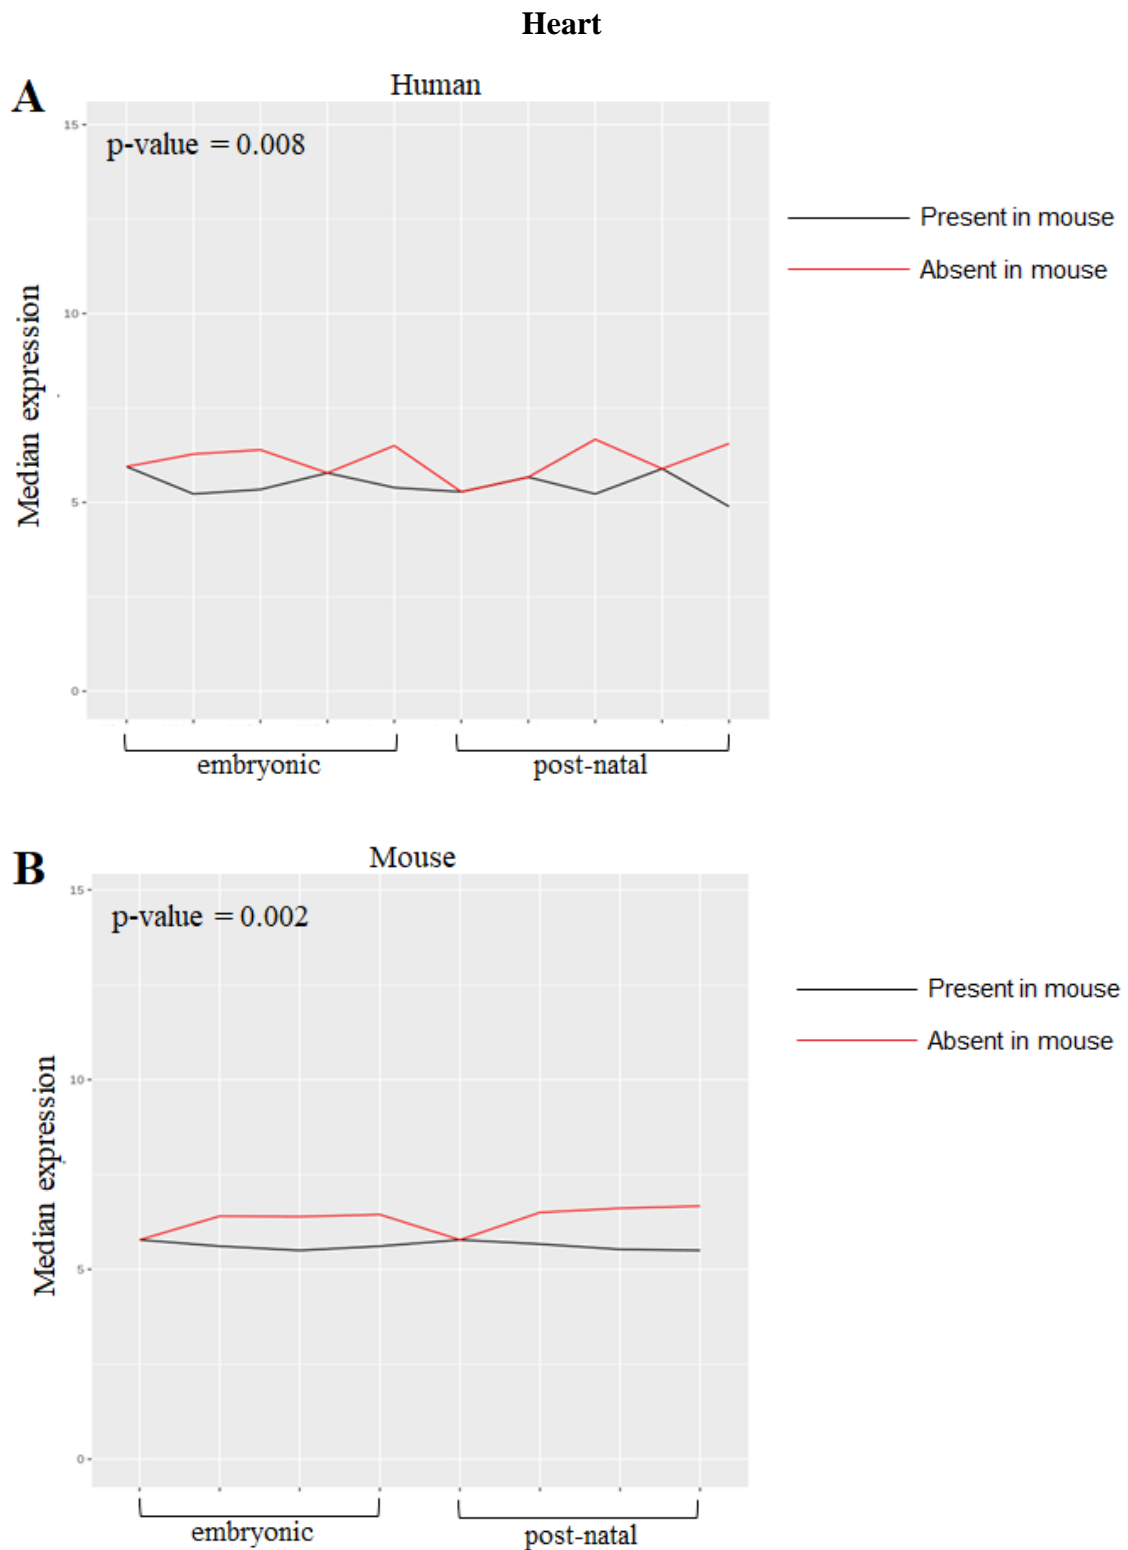 Heart
A
Human
15
p-value = 0.008
Present in mouse
Absent in mouse
10
Median expression
5
0
embryonic
post-natal
B
Mouse
15
p-value = 0.002
Present in mouse
Absent in mouse
10
Median expression
5
0
embryonic
post-natal